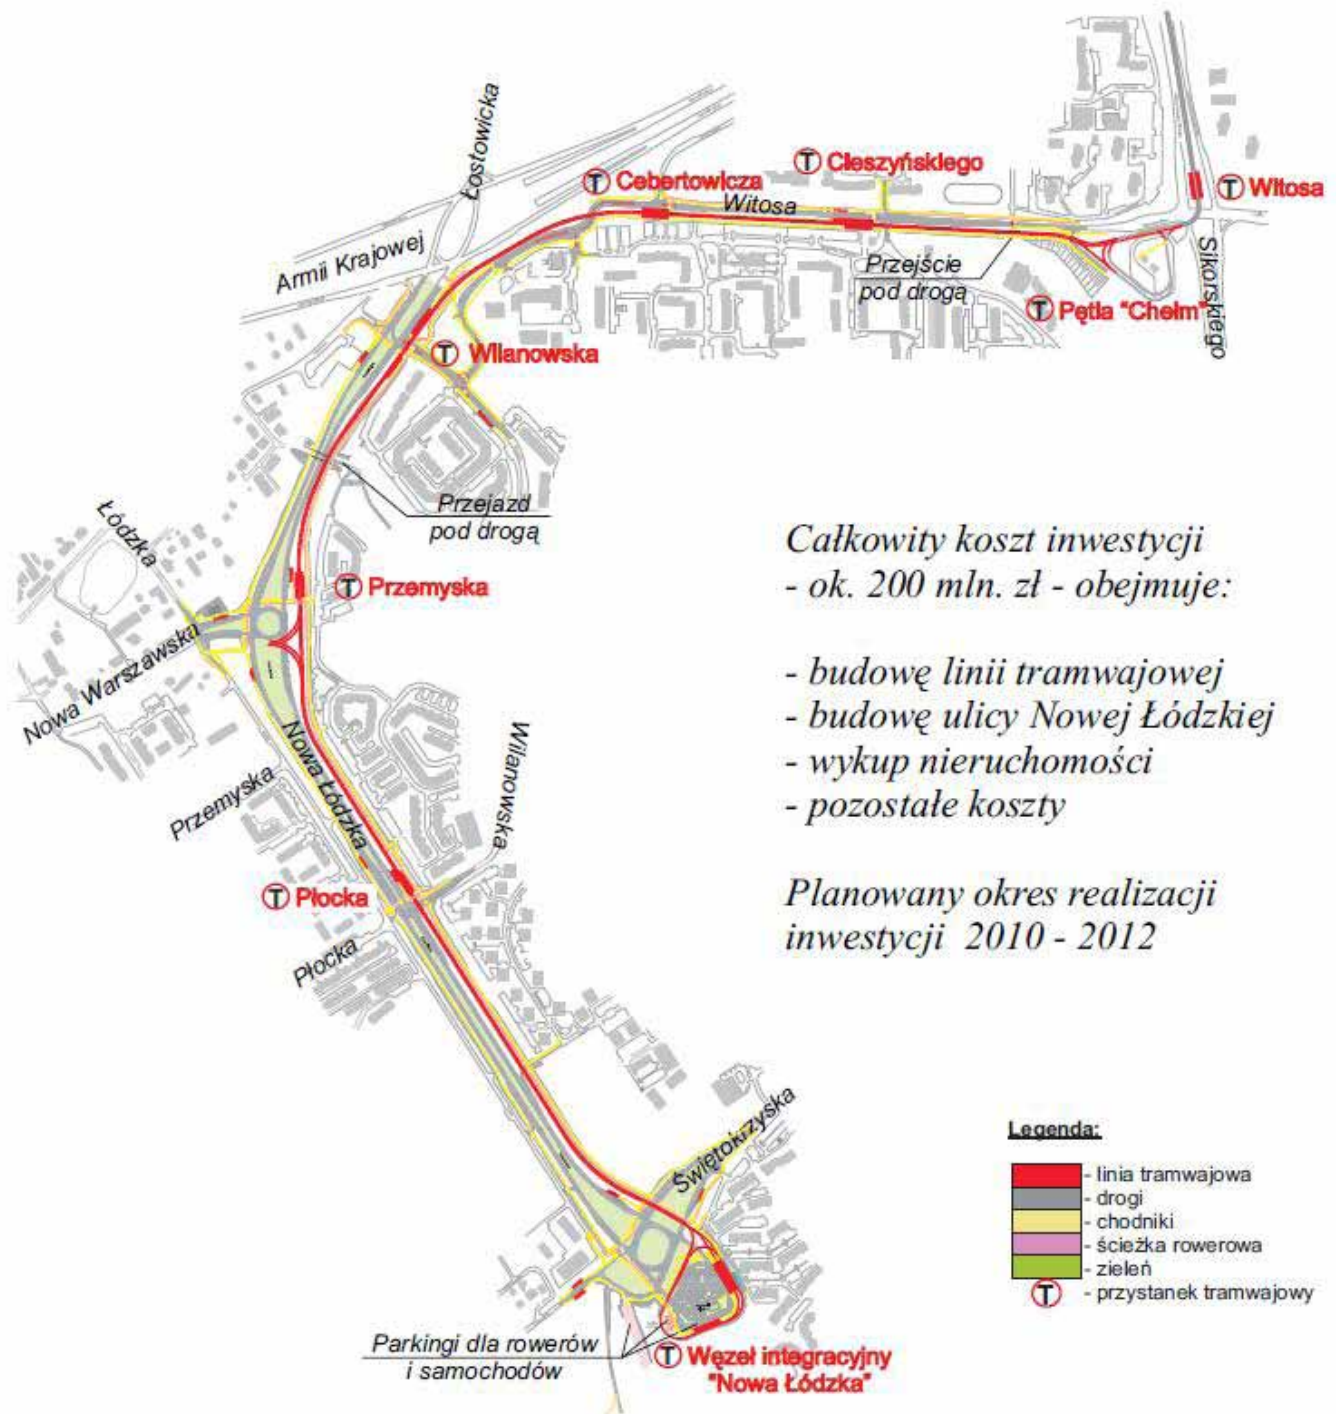 Łostowicka
T Cieszyńskiego
T Cebertowicza
T Witosa
Witosa
Armii Krajowej
Przejście
pod drogą
Sikorskiego
T Pętla "Chełm"
T Wilanowska
Przejazd
pod drogą
Łódzka
T Przemyska
Nowa Warszawska
Całkowity koszt inwestycji
- ok. 200 mln. zł - obejmuje:
- budowę linii tramwajowej
- budowę ulicy Nowej Łódzkiej
- wykup nieruchomości
- pozostałe koszty
Planowany okres realizacji
inwestycji 2010 - 2012
Nowa Łódzka
Wilanowska
Przemyska
T Płocka
Płocka
Świętokrzyska
Legenda:
- linia tramwajowa
- drogi
- chodniki
- ścieżka rowerowa
- zieleń
T - przystanek tramwajowy
Parkingi dla rowerów
i samochodów
T Węzeł integracyjny
"Nowa Łódzka"